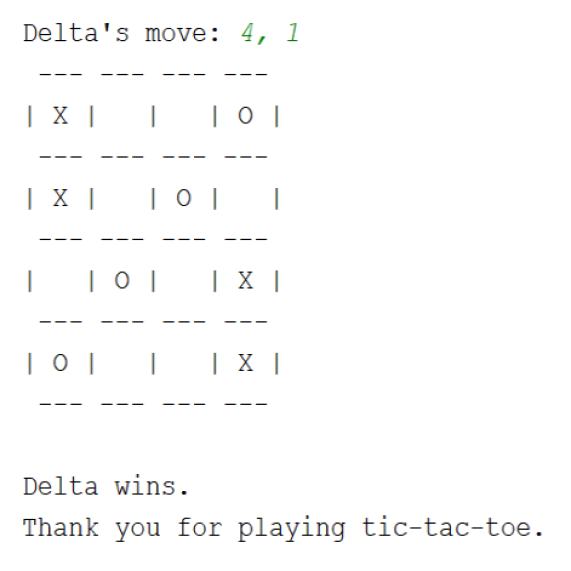 Delta's move: 4, 1
 --- --- --- ---
| X |   |   | O |
 --- --- --- ---
| X |   | O |   |
 --- --- --- ---
|   | O |   | X |
 --- --- --- ---
| O |   |   | X |
 --- --- --- ---

Delta wins.
Thank you for playing tic-tac-toe.